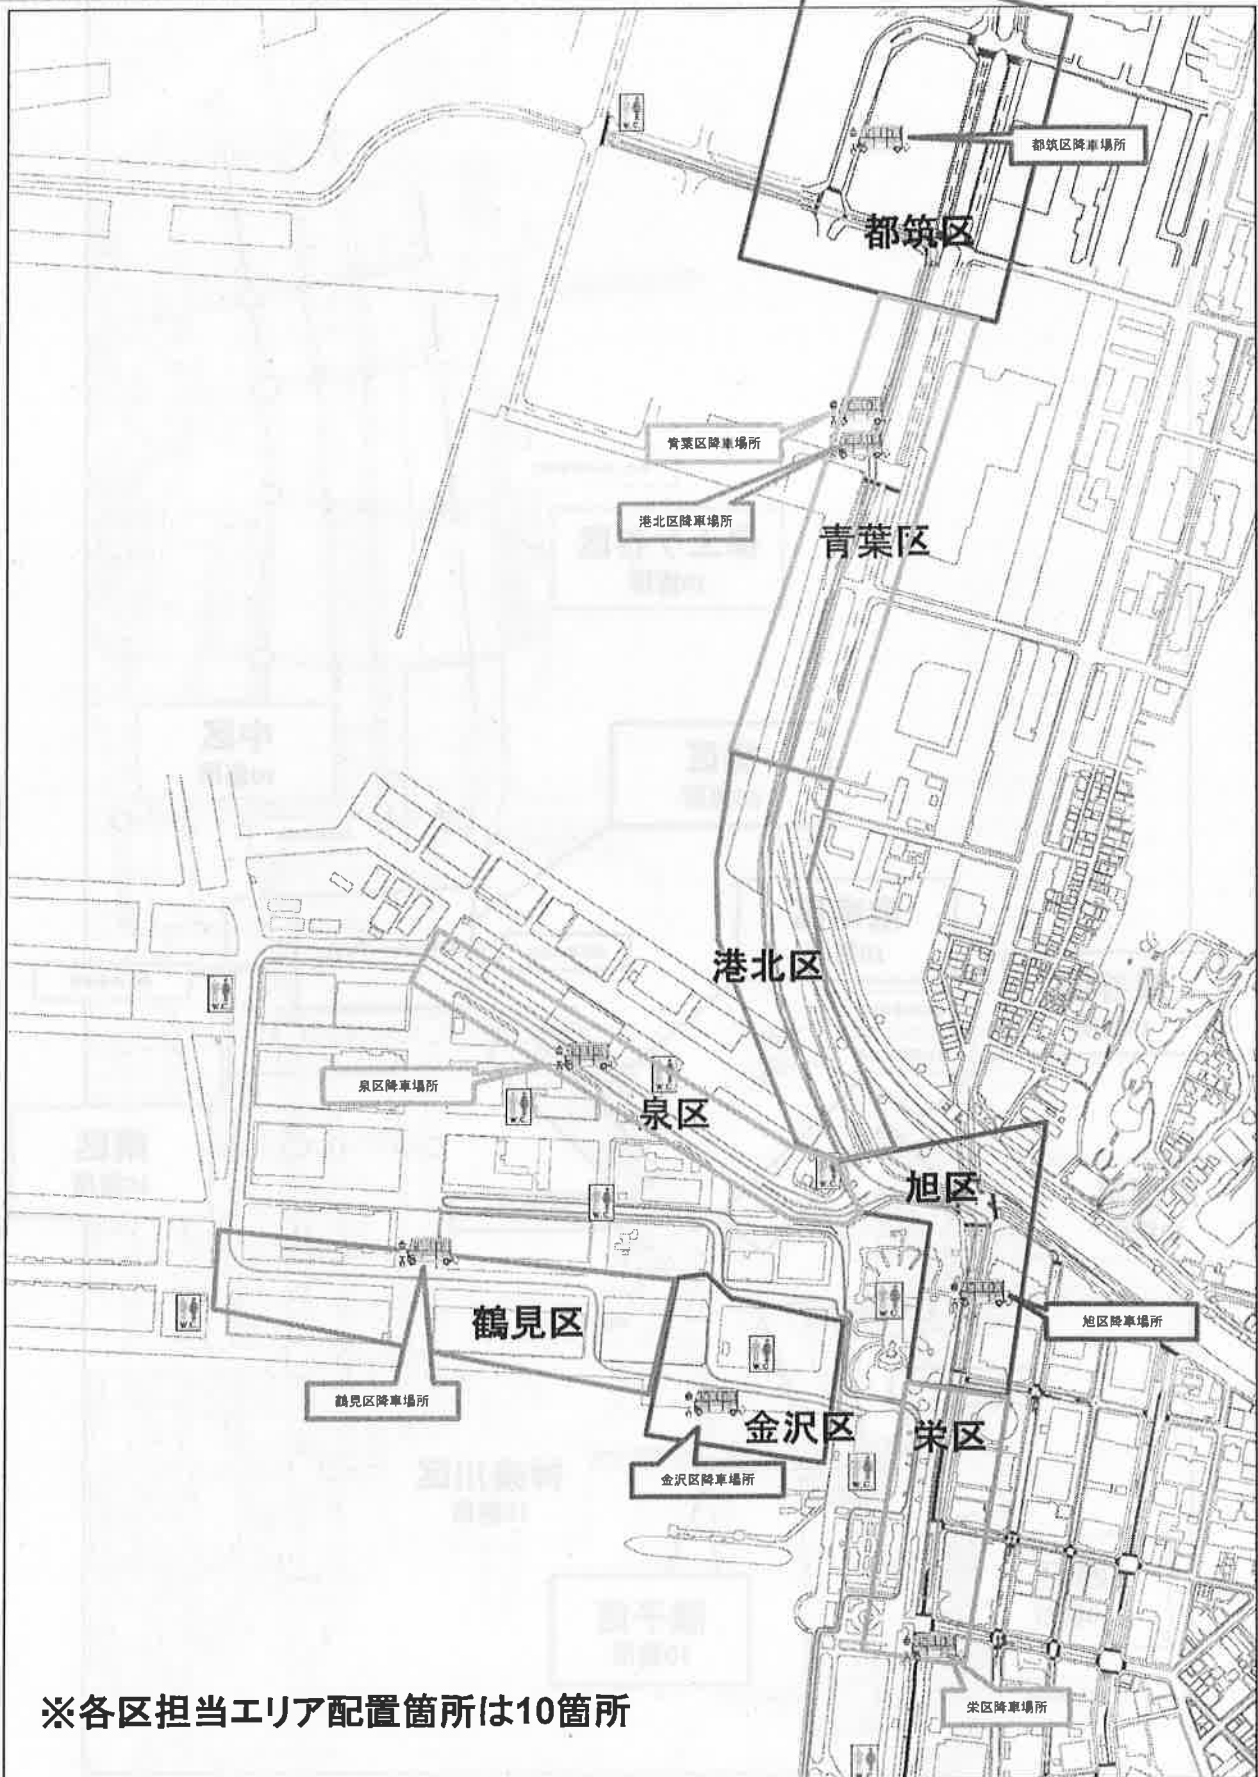 都筑区降車場所
都筑区
青葉区降車場所
港北区降車場所
青葉区
港北区
W.C
泉区降車場所
泉区
旭区
旭区降車場所
鶴見区
鶴見区降車場所
金沢区
金沢区降車場所
栄区
栄区降車場所
※各区担当エリア配置箇所は10箇所